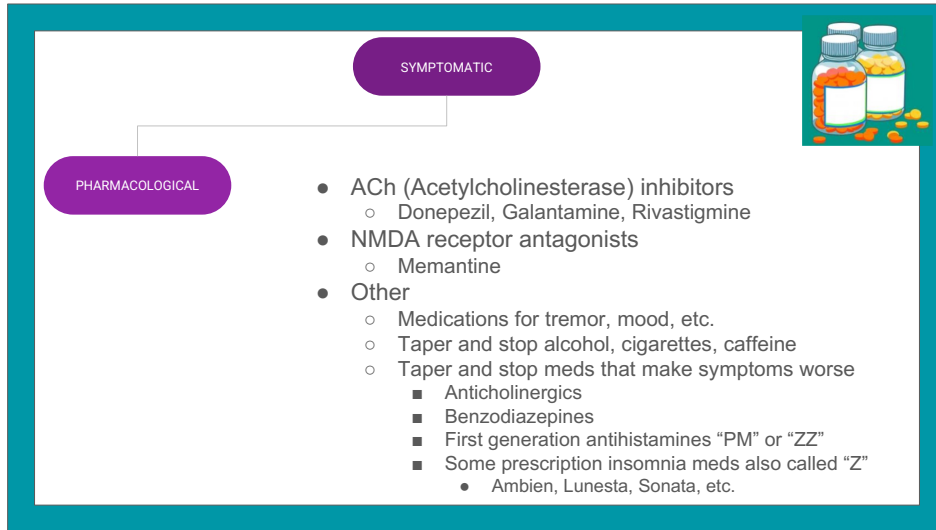 SYMPTOMATIC
PHARMACOLOGICAL
● ACh (Acetylcholinesterase) inhibitors
○ Donepezil, Galantamine, Rivastigmine
● NMDA receptor antagonists
○ Memantine
● Other
○ Medications for tremor, mood, etc.
○ Taper and stop alcohol, cigarettes, caffeine
○ Taper and stop meds that make symptoms worse
■ Anticholinergics
■ Benzodiazepines
■ First generation antihistamines “PM” or “ZZ”
■ Some prescription insomnia meds also called “Z”
● Ambien, Lunesta, Sonata, etc.